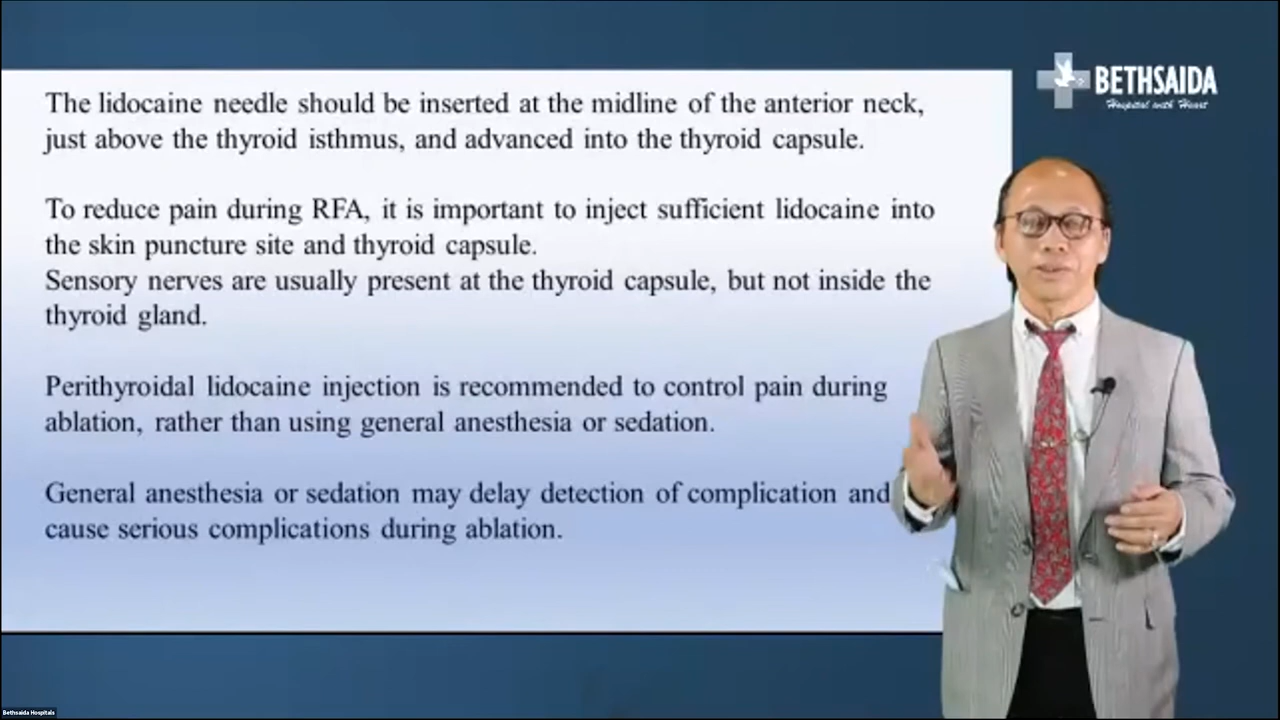 The lidocaine needle should be inserted at the midline of the anterior neck,
just above the thyroid isthmus, and advanced into the thyroid capsule.
To reduce pain during RFA, it is important to inject sufficient lidocaine into
the skin puncture site and thyroid capsule.
Sensory nerves are usually present at the thyroid capsule, but not inside the
thyroid gland.
Perithyroidal lidocaine injection is recommended to control pain during
ablation, rather than using general anesthesia or sedation.
General anesthesia or sedation may delay detection of complication and
cause serious complications during ablation.
BETHSAIDA
Hospital with Heart
Bethsaida Hospitals